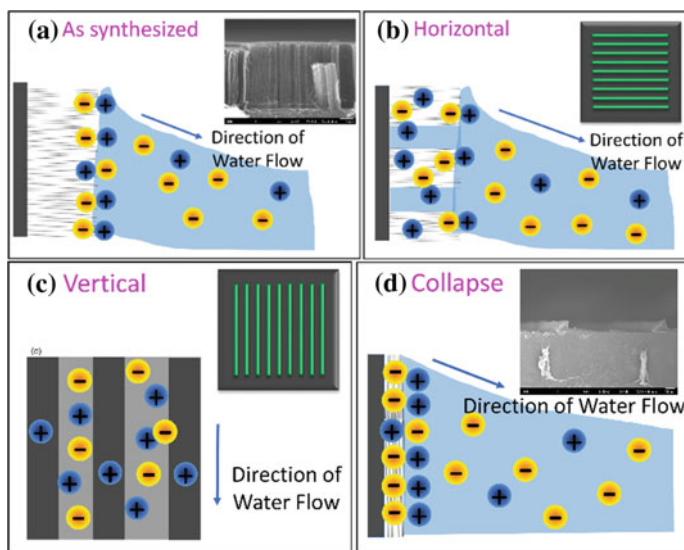 (a) As synthesized
Direction of
Water Flow
(b) Horizontal
Direction of
Water Flow
(c) Vertical
Direction of
Water Flow
(d) Collapse
Direction of Water Flow